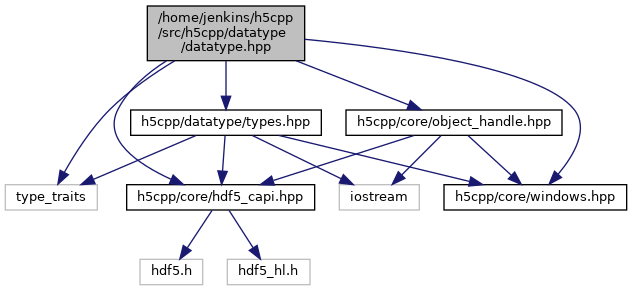 /home/jenkins/h5cpp
/src/h5cpp/datatype
/datatype.hpp
h5cpp/datatype/types.hpp
h5cpp/core/object_handle.hpp
type_traits
h5cpp/core/hdf5_capi.hpp
iostream
h5cpp/core/windows.hpp
hdf5.h
hdf5_hl.h